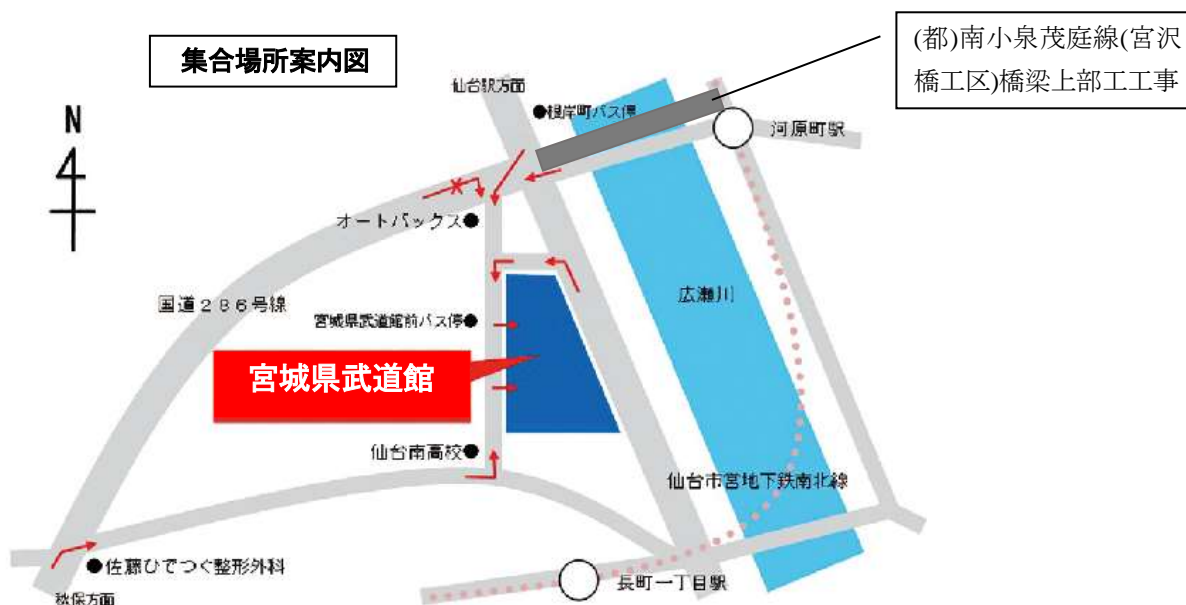 (都)南小泉茂庭線(宮沢
橋工区)橋梁上部工工事
集合場所案内図
仙台駅方面
●根岸町バス停
N
河原町駅
オートバックス●
国道286号線
広瀬川
宮城県武道館前バス停●
宮城県武道館
仙台南高校●
仙台市営地下鉄南北線
●佐藤ひでつぐ整形外科
長町一丁目駅
秋保方面